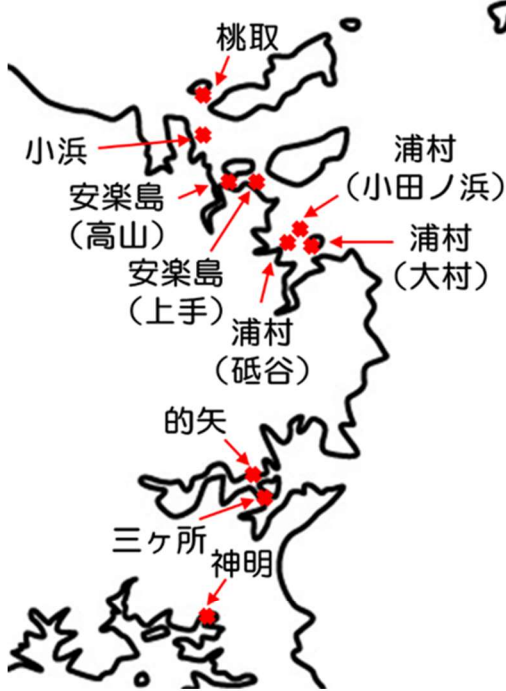 桃取
小浜
浦村
（小田ノ浜）
安楽島
（高山）
浦村
（大村）
安楽島
（上手）
浦村
（砥谷）
的矢
三ヶ所
神明